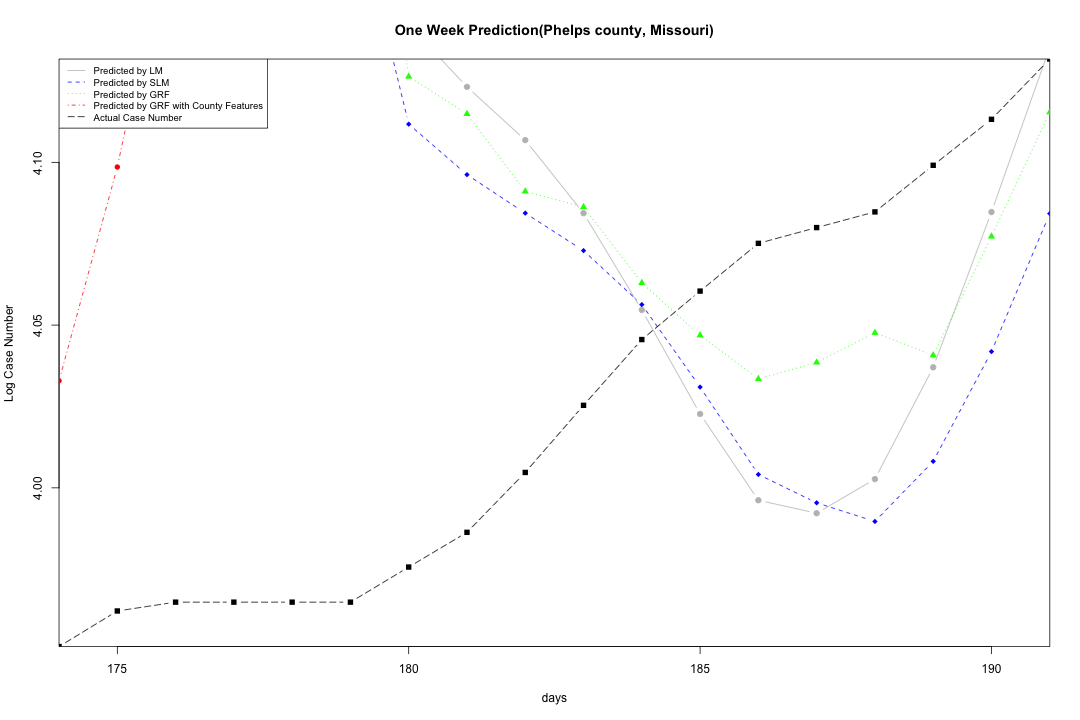 One Week Prediction(Phelps county, Missouri)
Predicted by LM
Predicted by SLM
Predicted by GRF
Predicted by GRF with County Features
Actual Case Number
Log Case Number
4.10
4.05
4.00
175
180
185
190
days